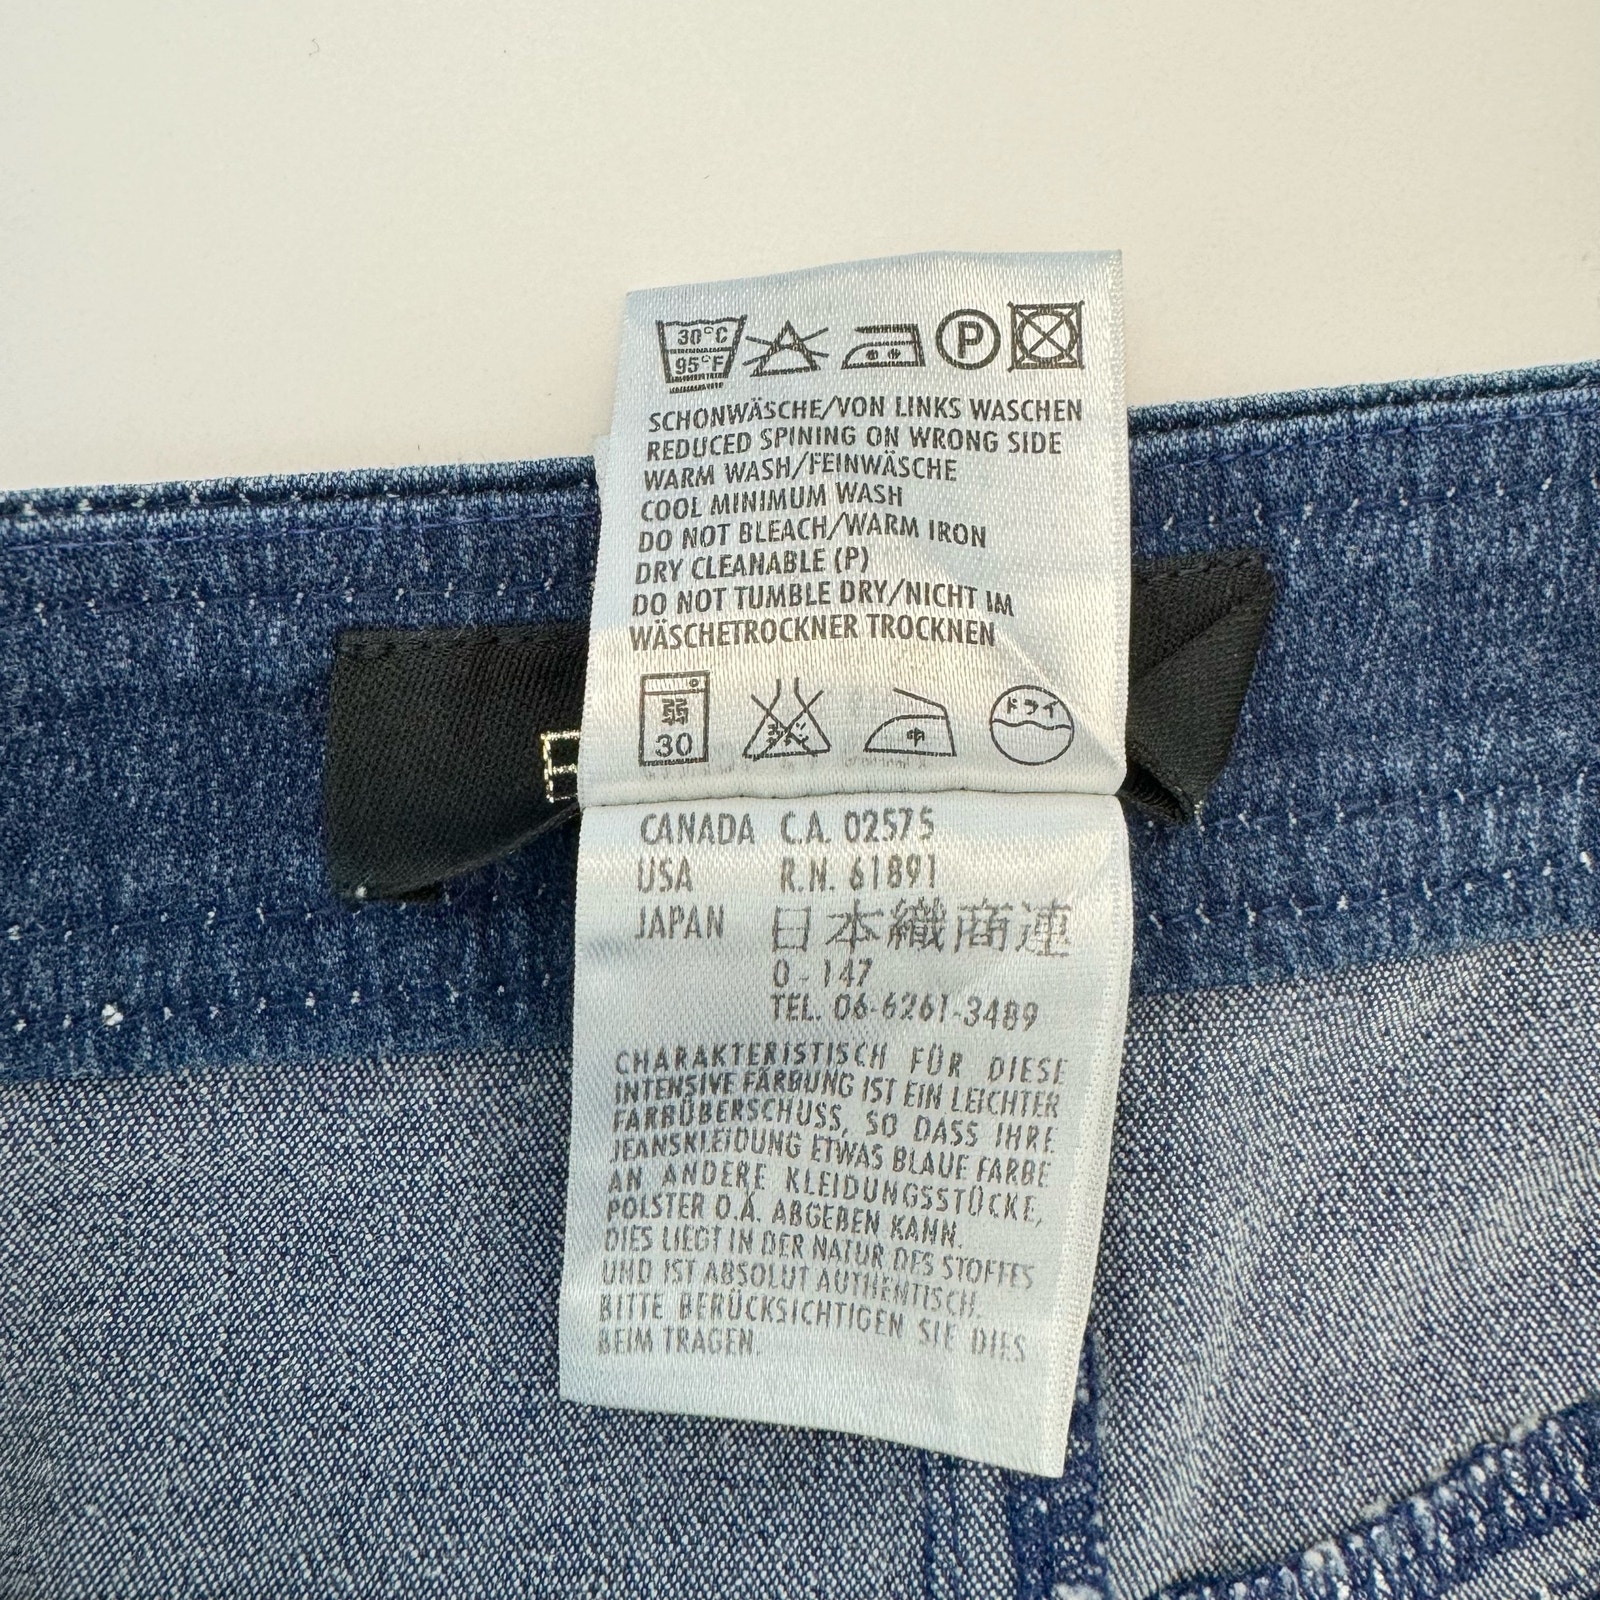 30°C
95°F
P
SCHONWÄSCHE/VON LINKS WASCHEN
REDUCED SPINING ON WRONG SIDE
WARM WASH/FEINWÄSCHE
COOL MINIMUM WASH
DO NOT BLEACH/WARM IRON
DRY CLEANABLE (P)
DO NOT TUMBLE DRY/NICHT IM
WÄSCHETROCKNER TROCKNEN
弱
30
中
ドライ
CANADA C.A. 02575
USA R.N. 61891
JAPAN 日本織商連
0-147
TEL. 06-6261-3489
CHARAKTERISTISCH FÜR DIESE
INTENSIVE FÄRBUNG IST EIN LEICHTER
FARBÜBERSCHUSS, SO DASS IHRE
JEANSKLEIDUNG ETWAS BLAUE FARBE
AN ANDERE KLEIDUNGSSTÜCKE,
POLSTER O.Ä. ABGEBEN KANN.
DIES LIEGT IN DER NATUR DES STOFFES
UND IST ABSOLUT AUTHENTISCH.
BITTE BERÜCKSICHTIGEN SIE DIES
BEIM TRAGEN.